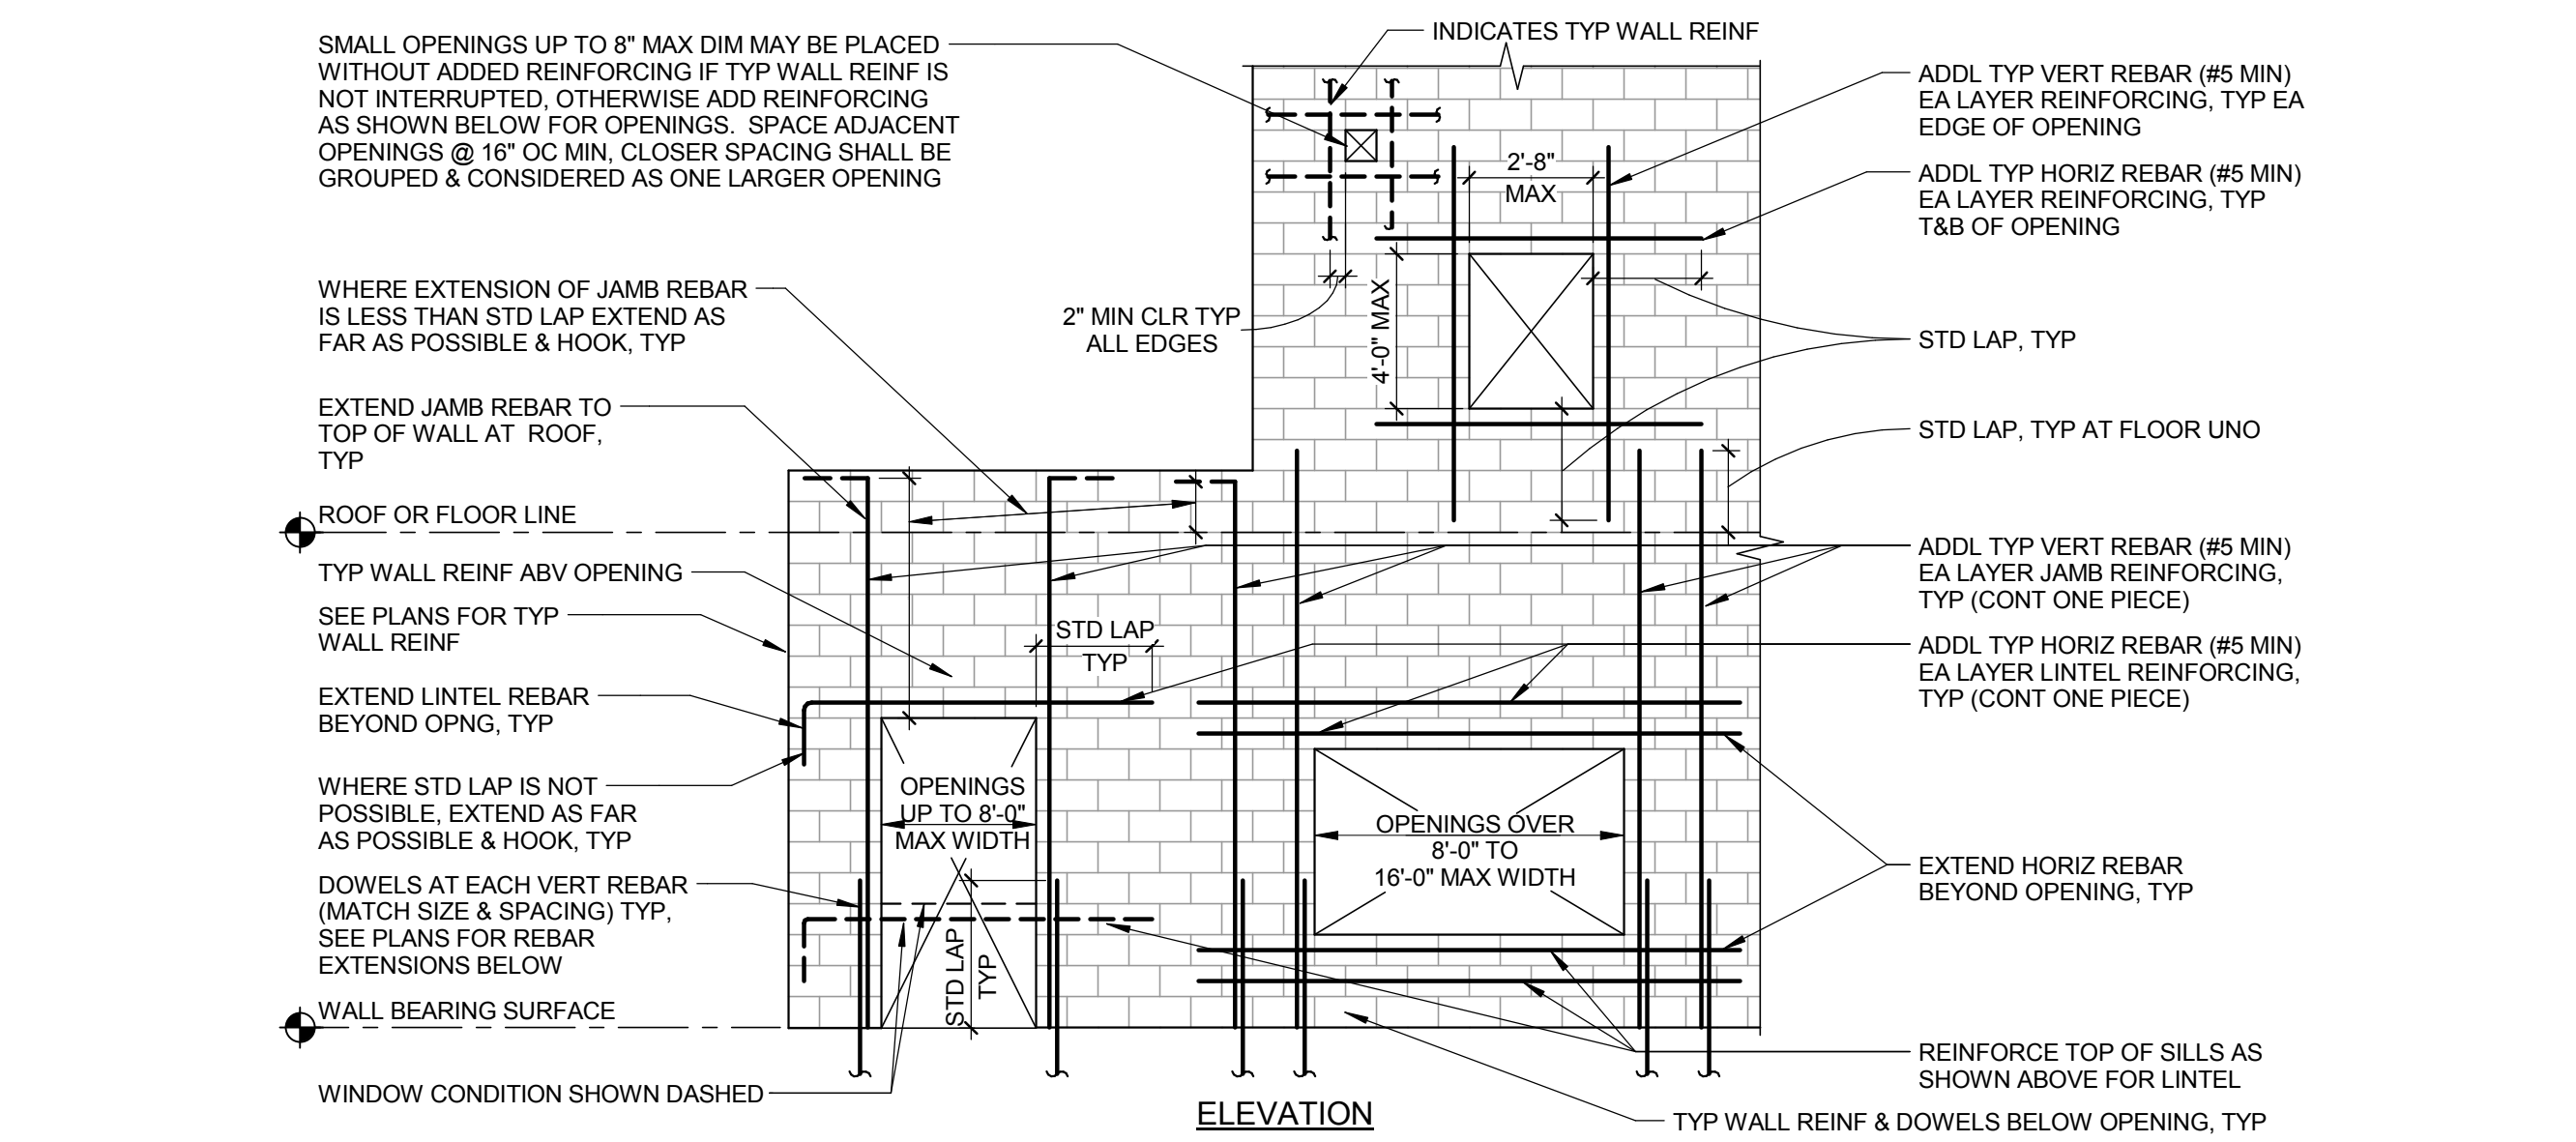 SMALL OPENINGS UP TO 8" MAX DIM MAY BE PLACED
WITHOUT ADDED REINFORCING IF TYP WALL REINF IS
NOT INTERRUPTED, OTHERWISE ADD REINFORCING
AS SHOWN BELOW FOR OPENINGS. SPACE ADJACENT
OPENINGS @ 16" OC MIN, CLOSER SPACING SHALL BE
GROUPED & CONSIDERED AS ONE LARGER OPENING
WHERE EXTENSION OF JAMB REBAR
IS LESS THAN STD LAP EXTEND AS
FAR AS POSSIBLE & HOOK, TYP
EXTEND JAMB REBAR TO
TOP OF WALL AT ROOF,
TYP
ROOF OR FLOOR LINE
TYP WALL REINF ABV OPENING
SEE PLANS FOR TYP
WALL REINF
EXTEND LINTEL REBAR
BEYOND OPNG, TYP
WHERE STD LAP IS NOT
POSSIBLE, EXTEND AS FAR
AS POSSIBLE & HOOK, TYP
DOWELS AT EACH VERT REBAR
(MATCH SIZE & SPACING) TYP,
SEE PLANS FOR REBAR
EXTENSIONS BELOW
WALL BEARING SURFACE
WINDOW CONDITION SHOWN DASHED
INDICATES TYP WALL REINF
2'-8"
MAX
4'-0" MAX
2" MIN CLR TYP
ALL EDGES
STD LAP
TYP
OPENINGS
UP TO 8'-0"
MAX WIDTH
STD LAP
TYP
OPENINGS OVER
8'-0" TO
16'-0" MAX WIDTH
ADDL TYP VERT REBAR (#5 MIN)
EA LAYER REINFORCING, TYP EA
EDGE OF OPENING
ADDL TYP HORIZ REBAR (#5 MIN)
EA LAYER REINFORCING, TYP
T&B OF OPENING
STD LAP, TYP
STD LAP, TYP AT FLOOR UNO
ADDL TYP VERT REBAR (#5 MIN)
EA LAYER JAMB REINFORCING,
TYP (CONT ONE PIECE)
ADDL TYP HORIZ REBAR (#5 MIN)
EA LAYER LINTEL REINFORCING,
TYP (CONT ONE PIECE)
EXTEND HORIZ REBAR
BEYOND OPENING, TYP
REINFORCE TOP OF SILLS AS
SHOWN ABOVE FOR LINTEL
TYP WALL REINF & DOWELS BELOW OPENING, TYP
ELEVATION